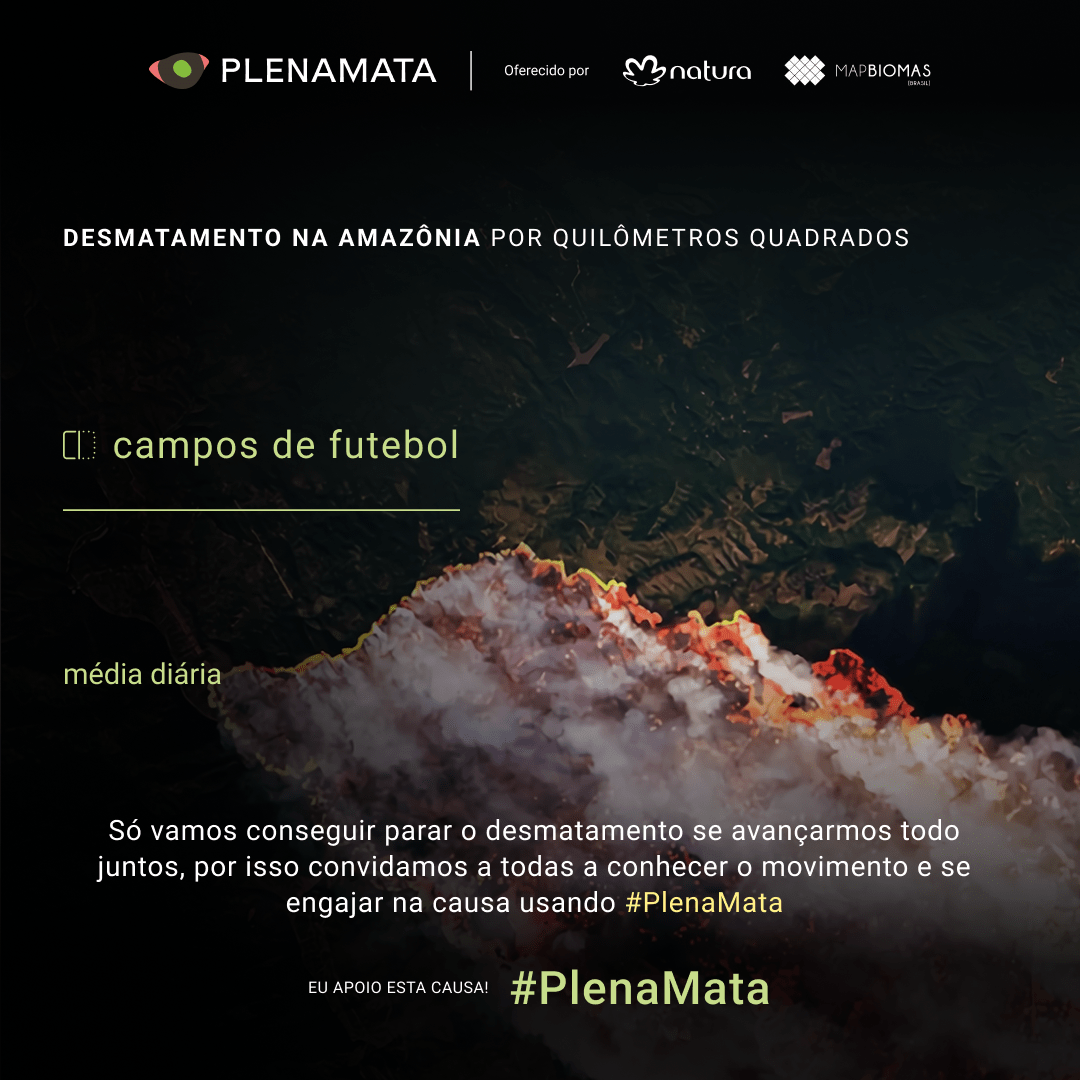 PLENAMATA
Oferecido por
natura
MAPBIOMAS
[BRASIL]
DESMATAMENTO NA AMAZÔNIA POR QUILÔMETROS QUADRADOS
campos de futebol
média diária
Só vamos conseguir parar o desmatamento se avançarmos todo
juntos, por isso convidamos a todas a conhecer o movimento e se
engajar na causa usando #PlenaMata
EU APOIO ESTA CAUSA! #PlenaMata